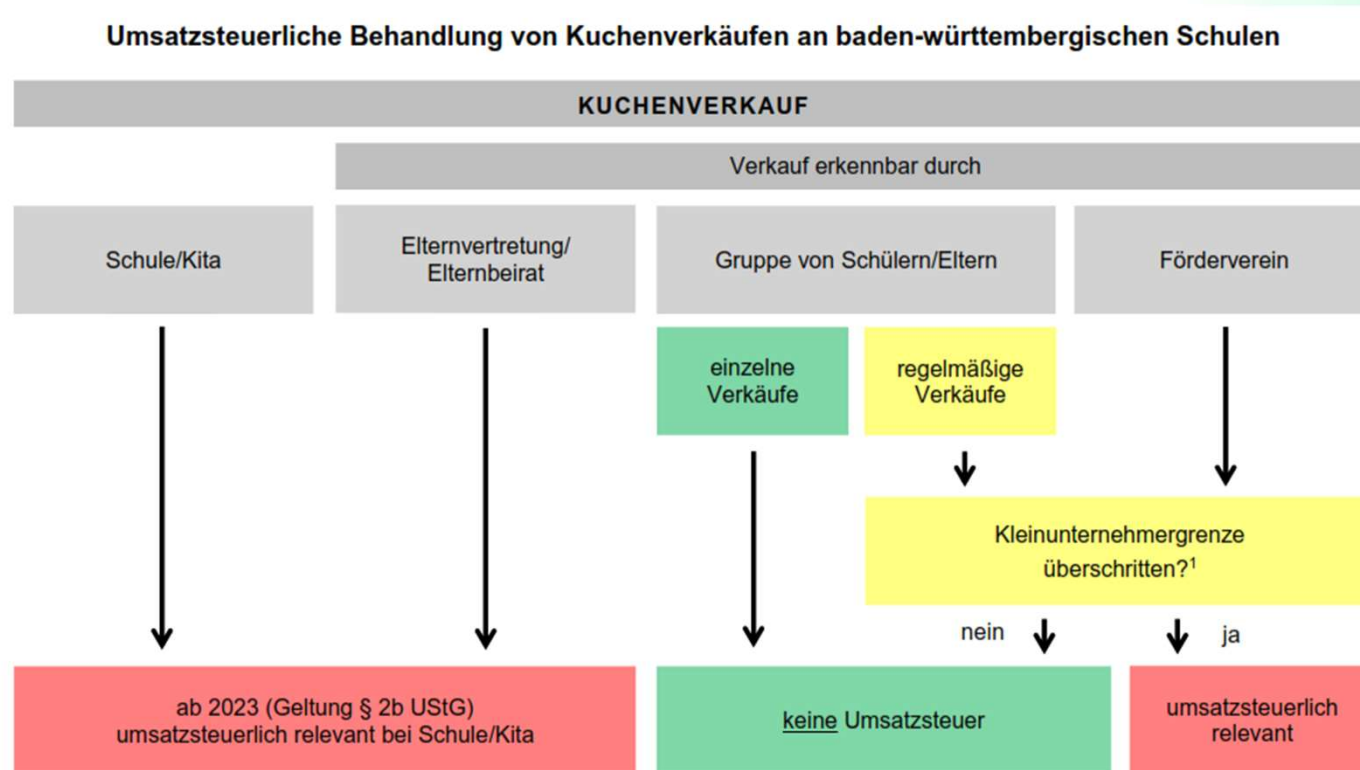 Umsatzsteuerliche Behandlung von Kuchenverkäufen an baden-württembergischen Schulen
KUCHENVERKAUF
Verkauf erkennbar durch
Schule/Kita
Elternvertretung/
Elternbeirat
Gruppe von Schülern/Eltern
Förderverein
einzelne
Verkäufe
regelmäßige
Verkäufe
Kleinunternehmergrenze
überschritten?¹
nein
ja
ab 2023 (Geltung § 2b UStG)
umsatzsteuerlich relevant bei Schule/Kita
keine Umsatzsteuer
umsatzsteuerlich
relevant